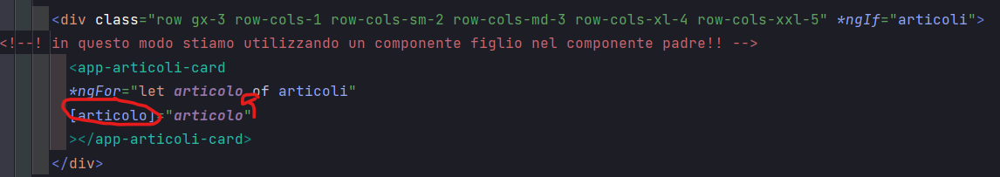 <div class="row gx-3 row-cols-1 row-cols-sm-2 row-cols-md-3 row-cols-xl-4 row-cols-xxl-5" *ngIf="articoli">
<!--! in questo modo stiamo utilizzando un componente figlio nel componente padre!! -->
<app-articoli-card
*ngFor="let articolo of articoli"
[articolo]="articolo"
></app-articoli-card>
</div>